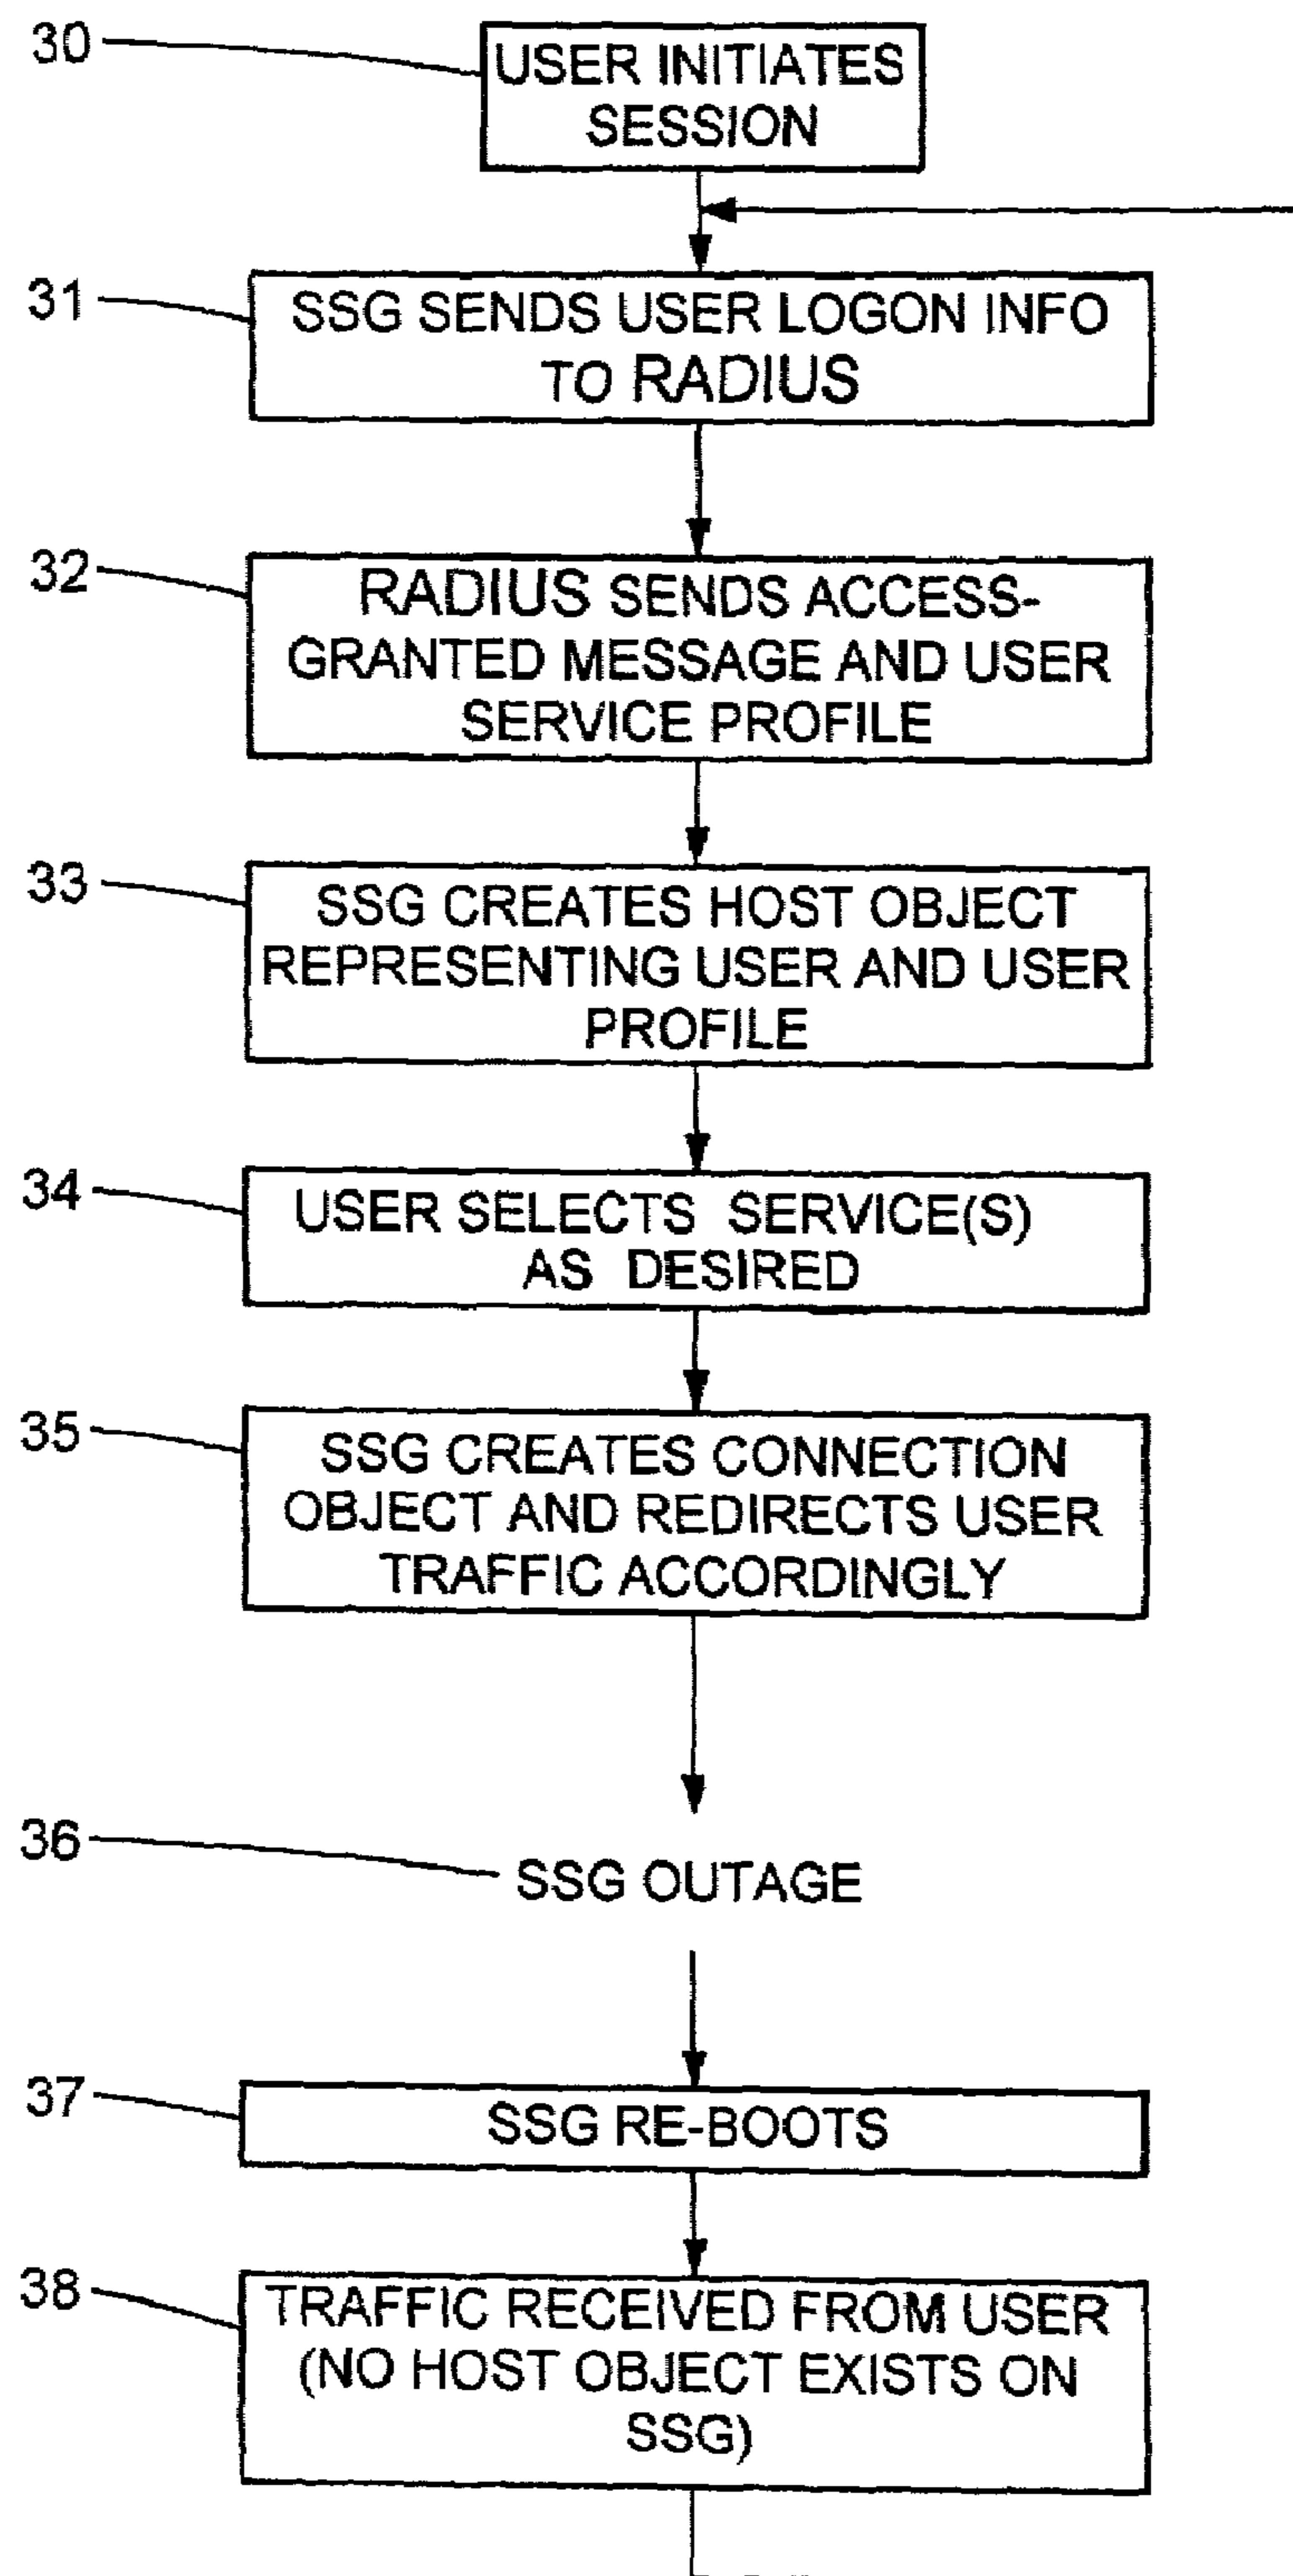 30
USER INITIATES
SESSION
31
SSG SENDS USER LOGON INFO
TO RADIUS
32
RADIUS SENDS ACCESS-
GRANTED MESSAGE AND USER
SERVICE PROFILE
33
SSG CREATES HOST OBJECT
REPRESENTING USER AND USER
PROFILE
34
USER SELECTS SERVICE(S)
AS DESIRED
35
SSG CREATES CONNECTION
OBJECT AND REDIRECTS USER
TRAFFIC ACCORDINGLY
36
SSG OUTAGE
37
SSG RE-BOOTS
38
TRAFFIC RECEIVED FROM USER
(NO HOST OBJECT EXISTS ON
SSG)